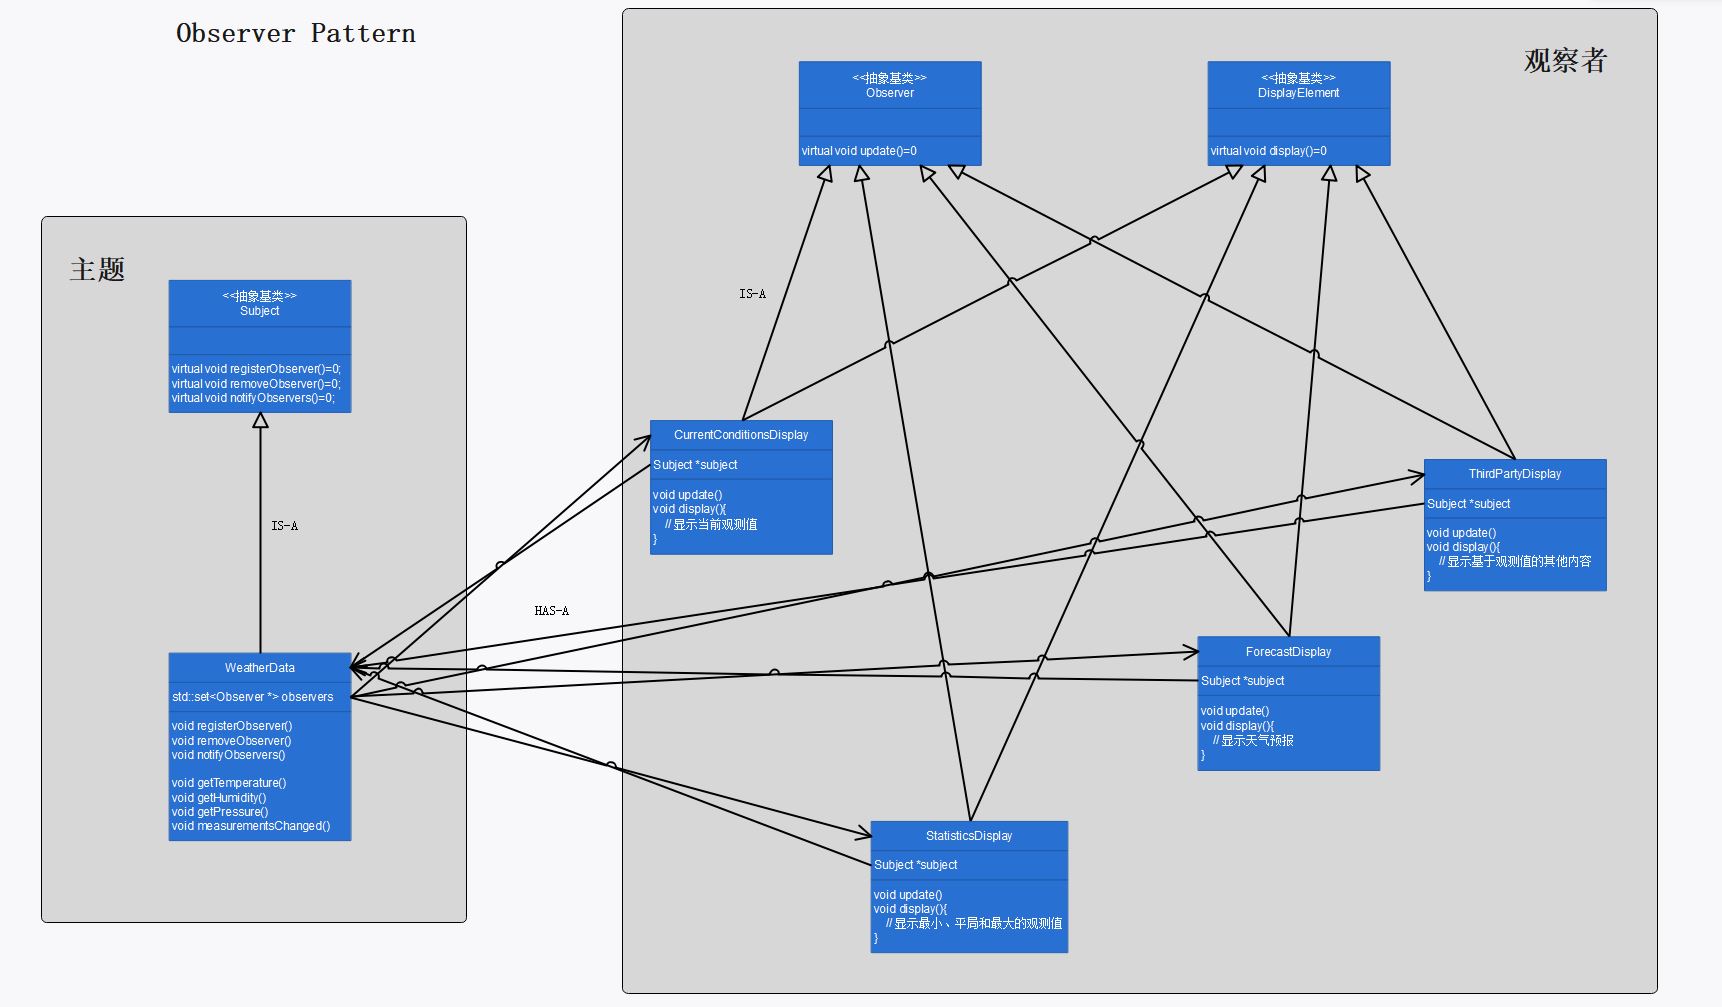 Observer Pattern
观察者
<<抽象基类>>
Observer
virtual void update()=0
<<抽象基类>>
DisplayElement
virtual void display()=0
主题
<<抽象基类>>
Subject
virtual void registerObserver()=0;
virtual void removeObserver()=0;
virtual void notifyObservers()=0;
IS-A
IS-A
HAS-A
CurrentConditionsDisplay
Subject *subject
void update()
void display(){
// 显示当前观测值
}
ThirdPartyDisplay
Subject *subject
void update()
void display(){
// 显示基于观测值的其他内容
}
WeatherData
std::set<Observer *> observers
void registerObserver()
void removeObserver()
void notifyObservers()
void getTemperature()
void getHumidity()
void getPressure()
void measurementsChanged()
ForecastDisplay
Subject *subject
void update()
void display(){
// 显示天气预报
}
StatisticsDisplay
Subject *subject
void update()
void display(){
// 显示最小、平局和最大的观测值
}